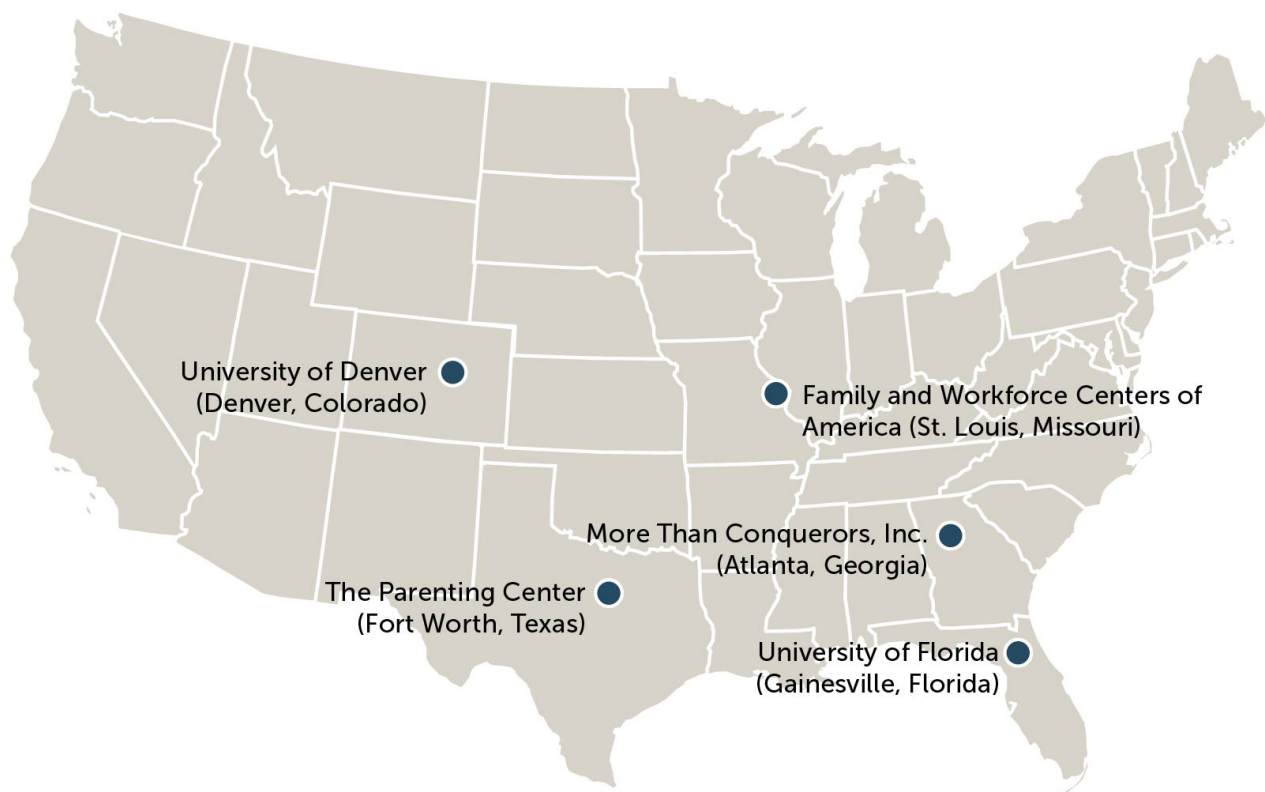 University of Denver
(Denver, Colorado)
Family and Workforce Centers of
America (St. Louis, Missouri)
More Than Conquerors, Inc.
(Atlanta, Georgia)
The Parenting Center
(Fort Worth, Texas)
University of Florida
(Gainesville, Florida)